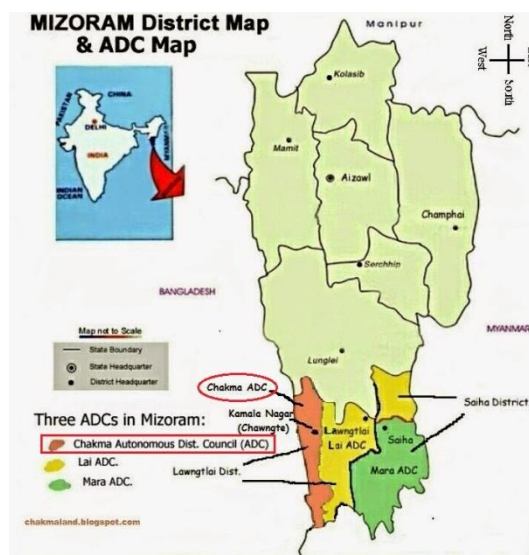 MIZORAM District Map
& ADC Map
Manipur
North
West
South
PAKISTAN
CHINA
DELHI
INDIA
MYANMAR
INDIAN
OCEAN
Kolasib
Mamit
Aizawl
Champhai
Serchhip
BANGLADESH
MYANMAR
Map not to Scale
State Boundary
State Headquarter
District Headquarter
Lunglei
Chakma ADC
Saiha District
Three ADCs in Mizoram:
Kamala Nagar
(Chawngte)
Lawngtlai
Lai ADC
Saiha
Chakma Autonomous Dist. Council (ADC)
Lai ADC.
Lawngtlai Dist.
Mara ADC
Mara ADC.
chakmaland.blogspot.com